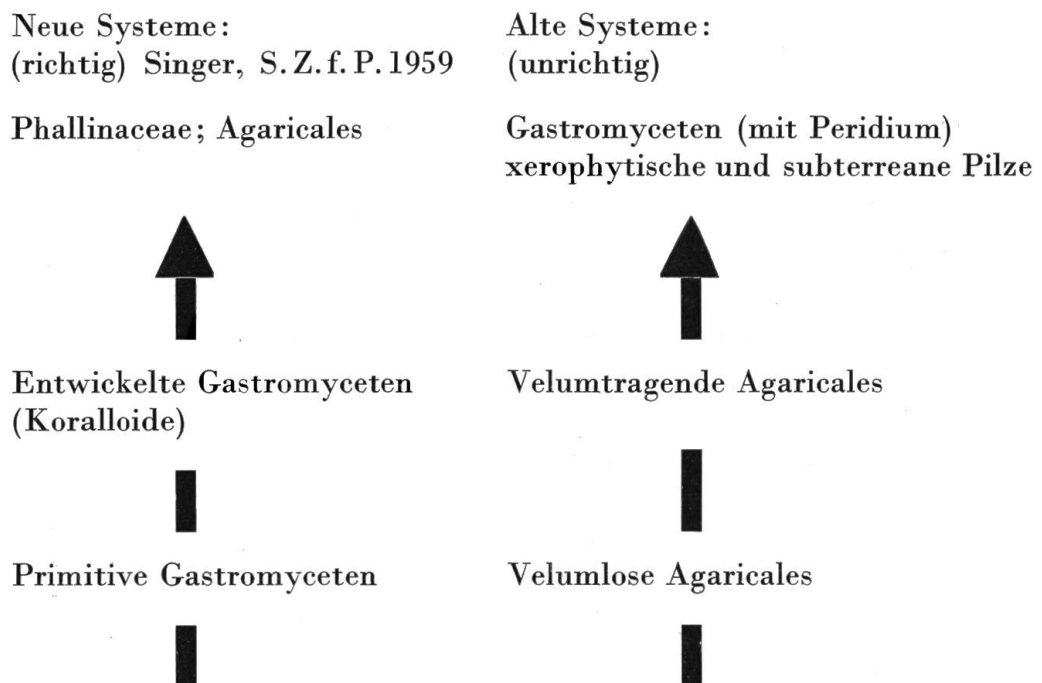 Neue Systeme:
(richtig) Singer, S.Z.f.P. 1959
Phallinaceae; Agaricales
Entwickelte Gastromyceten
(Koralloide)
Primitive Gastromyceten
Alte Systeme:
(unrichtig)
Gastromyceten (mit Peridium)
xerophytische und subterreane Pilze
Velumtragende Agaricales
Velumlose Agaricales